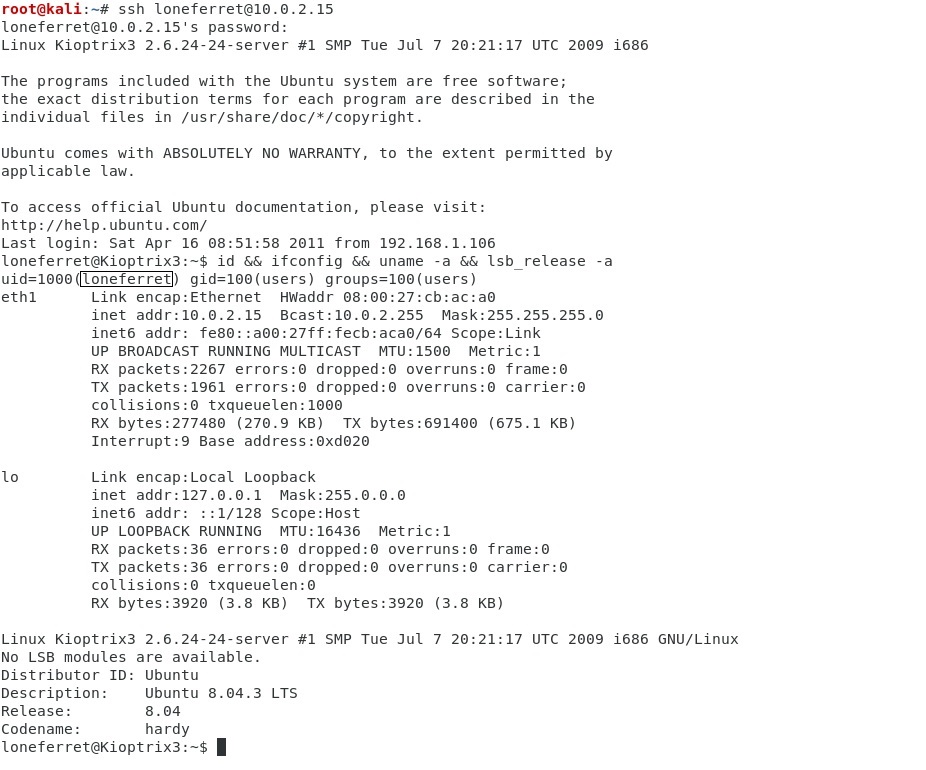 root@kali:~# ssh loneferret@10.0.2.15
loneferret@10.0.2.15's password:
Linux Kioptrix3 2.6.24-24-server #1 SMP Tue Jul 7 20:21:17 UTC 2009 i686

The programs included with the Ubuntu system are free software;
the exact distribution terms for each program are described in the
individual files in /usr/share/doc/*/copyright.

Ubuntu comes with ABSOLUTELY NO WARRANTY, to the extent permitted by
applicable law.

To access official Ubuntu documentation, please visit:
http://help.ubuntu.com/
Last login: Sat Apr 16 08:51:58 2011 from 192.168.1.106
loneferret@Kioptrix3:~$ id && ifconfig && uname -a && lsb_release -a
uid=1000(loneferret) gid=100(users) groups=100(users)
eth1      Link encap:Ethernet  HWaddr 08:00:27:cb:ac:a0
          inet addr:10.0.2.15  Bcast:10.0.2.255  Mask:255.255.255.0
          inet6 addr: fe80::a00:27ff:fecb:aca0/64 Scope:Link
          UP BROADCAST RUNNING MULTICAST  MTU:1500  Metric:1
          RX packets:2267 errors:0 dropped:0 overruns:0 frame:0
          TX packets:1961 errors:0 dropped:0 overruns:0 carrier:0
          collisions:0 txqueuelen:1000
          RX bytes:277480 (270.9 KB)  TX bytes:691400 (675.1 KB)
          Interrupt:9 Base address:0xd020

lo        Link encap:Local Loopback
          inet addr:127.0.0.1  Mask:255.0.0.0
          inet6 addr: ::1/128 Scope:Host
          UP LOOPBACK RUNNING  MTU:16436  Metric:1
          RX packets:36 errors:0 dropped:0 overruns:0 frame:0
          TX packets:36 errors:0 dropped:0 overruns:0 carrier:0
          collisions:0 txqueuelen:0
          RX bytes:3920 (3.8 KB)  TX bytes:3920 (3.8 KB)

Linux Kioptrix3 2.6.24-24-server #1 SMP Tue Jul 7 20:21:17 UTC 2009 i686 GNU/Linux
No LSB modules are available.
Distributor ID: Ubuntu
Description:    Ubuntu 8.04.3 LTS
Release:        8.04
Codename:       hardy
loneferret@Kioptrix3:~$